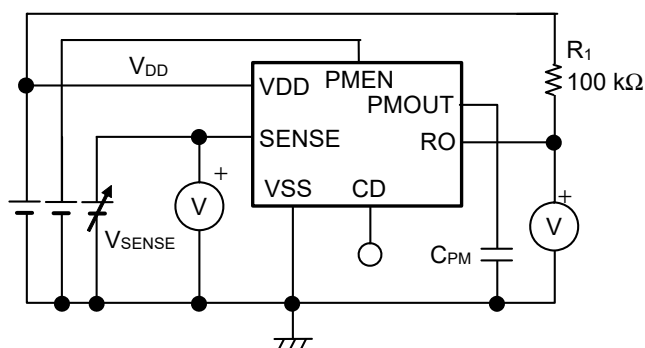 R1
100 kΩ
VDD
VDD
PMEN
PMOUT
SENSE
RO
VSS
CD
+
V
+
V
VSENSE
CPM